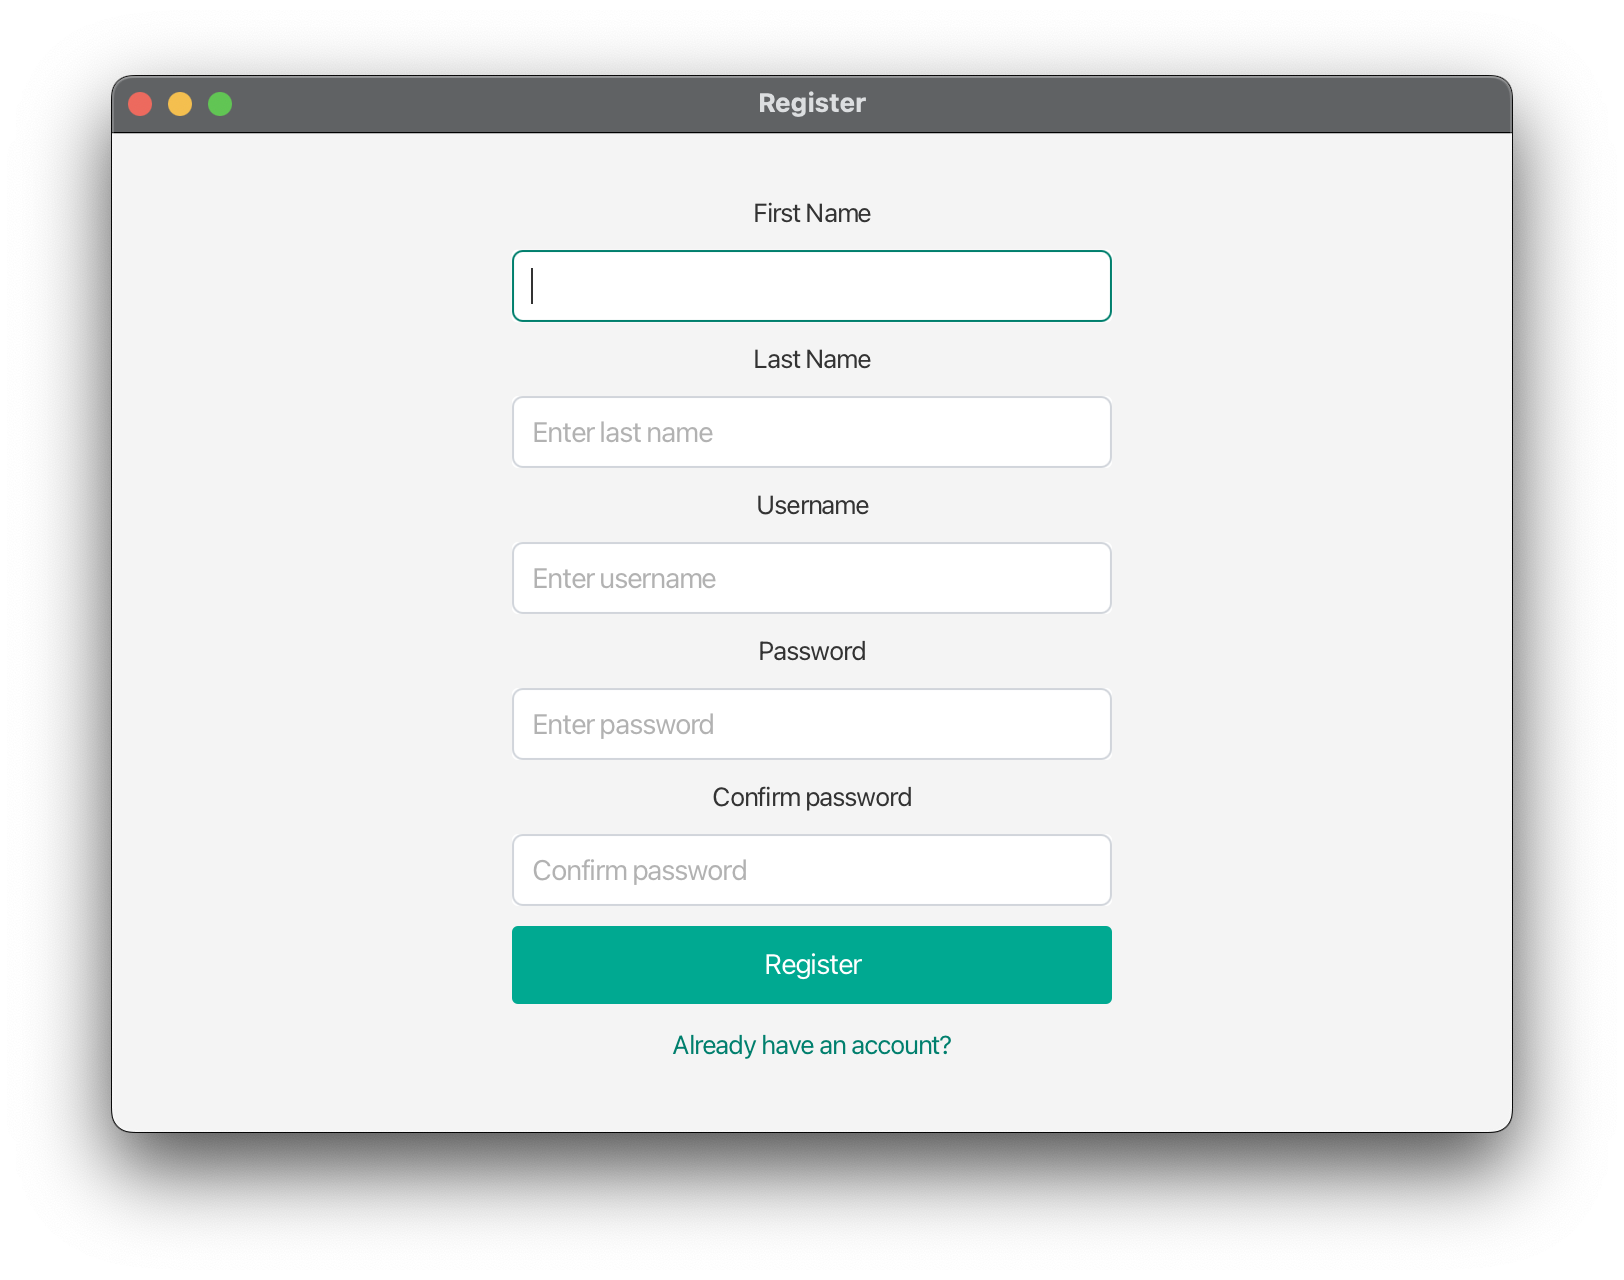 Register
First Name
Last Name
Enter last name
Username
Enter username
Password
Enter password
Confirm password
Confirm password
Register
Already have an account?